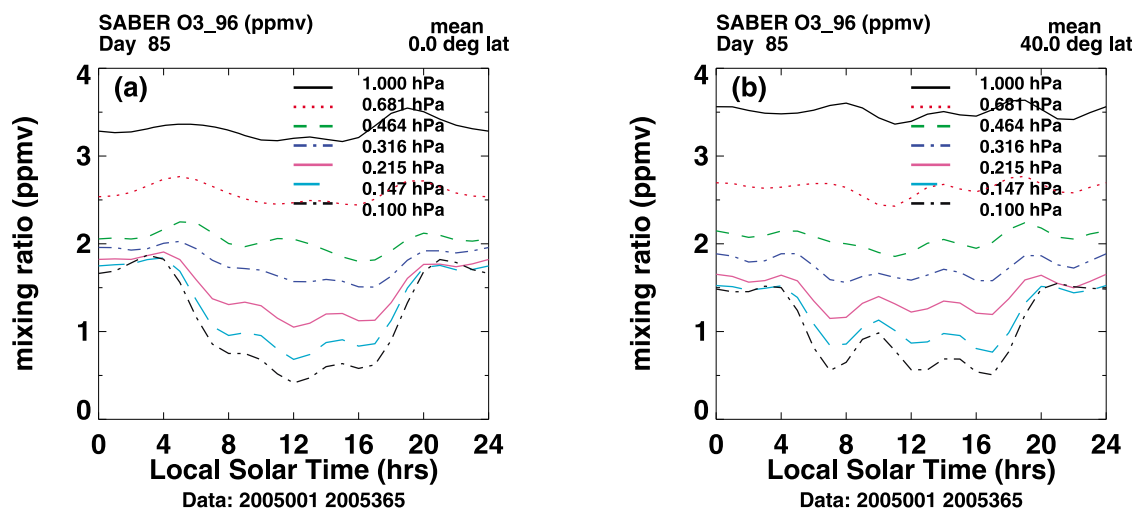 SABER O3_96 (ppmv) mean
Day 85 0.0 deg lat
(a)
1.000 hPa
0.681 hPa
0.464 hPa
0.316 hPa
0.215 hPa
0.147 hPa
0.100 hPa
mixing ratio (ppmv)
4
3
2
1
0
0 4 8 12 16 20 24
Local Solar Time (hrs)
Data: 2005001 2005365
SABER O3_96 (ppmv) mean
Day 85 40.0 deg lat
(b)
1.000 hPa
0.681 hPa
0.464 hPa
0.316 hPa
0.215 hPa
0.147 hPa
0.100 hPa
mixing ratio (ppmv)
4
3
2
1
0
0 4 8 12 16 20 24
Local Solar Time (hrs)
Data: 2005001 2005365